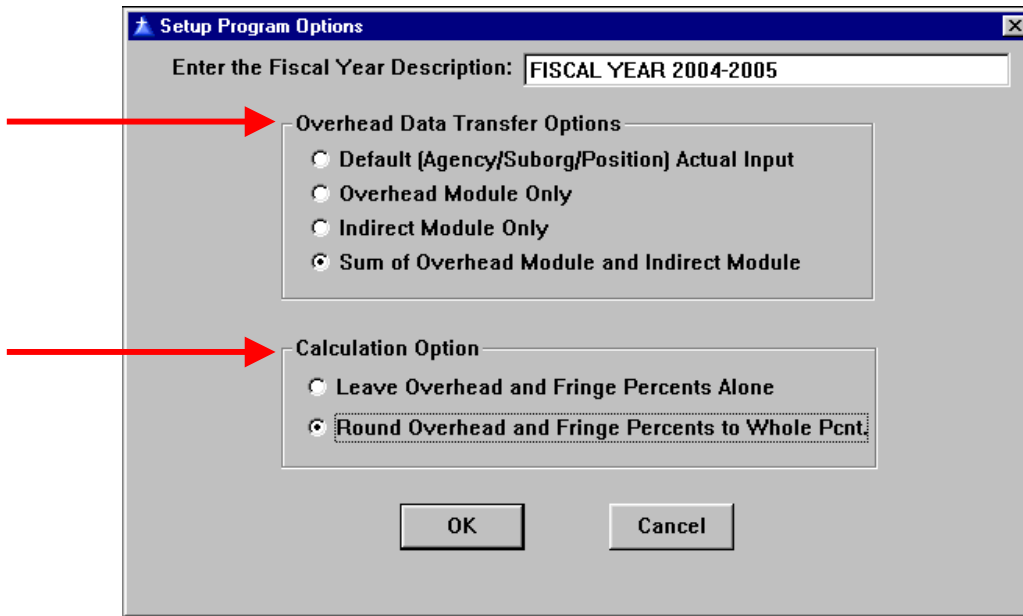 Setup Program Options
Enter the Fiscal Year Description: FISCAL YEAR 2004-2005
Overhead Data Transfer Options
Default (Agency/Suborg/Position) Actual Input
Overhead Module Only
Indirect Module Only
Sum of Overhead Module and Indirect Module
Calculation Option
Leave Overhead and Fringe Percents Alone
Round Overhead and Fringe Percents to Whole Pcnt.
OK Cancel